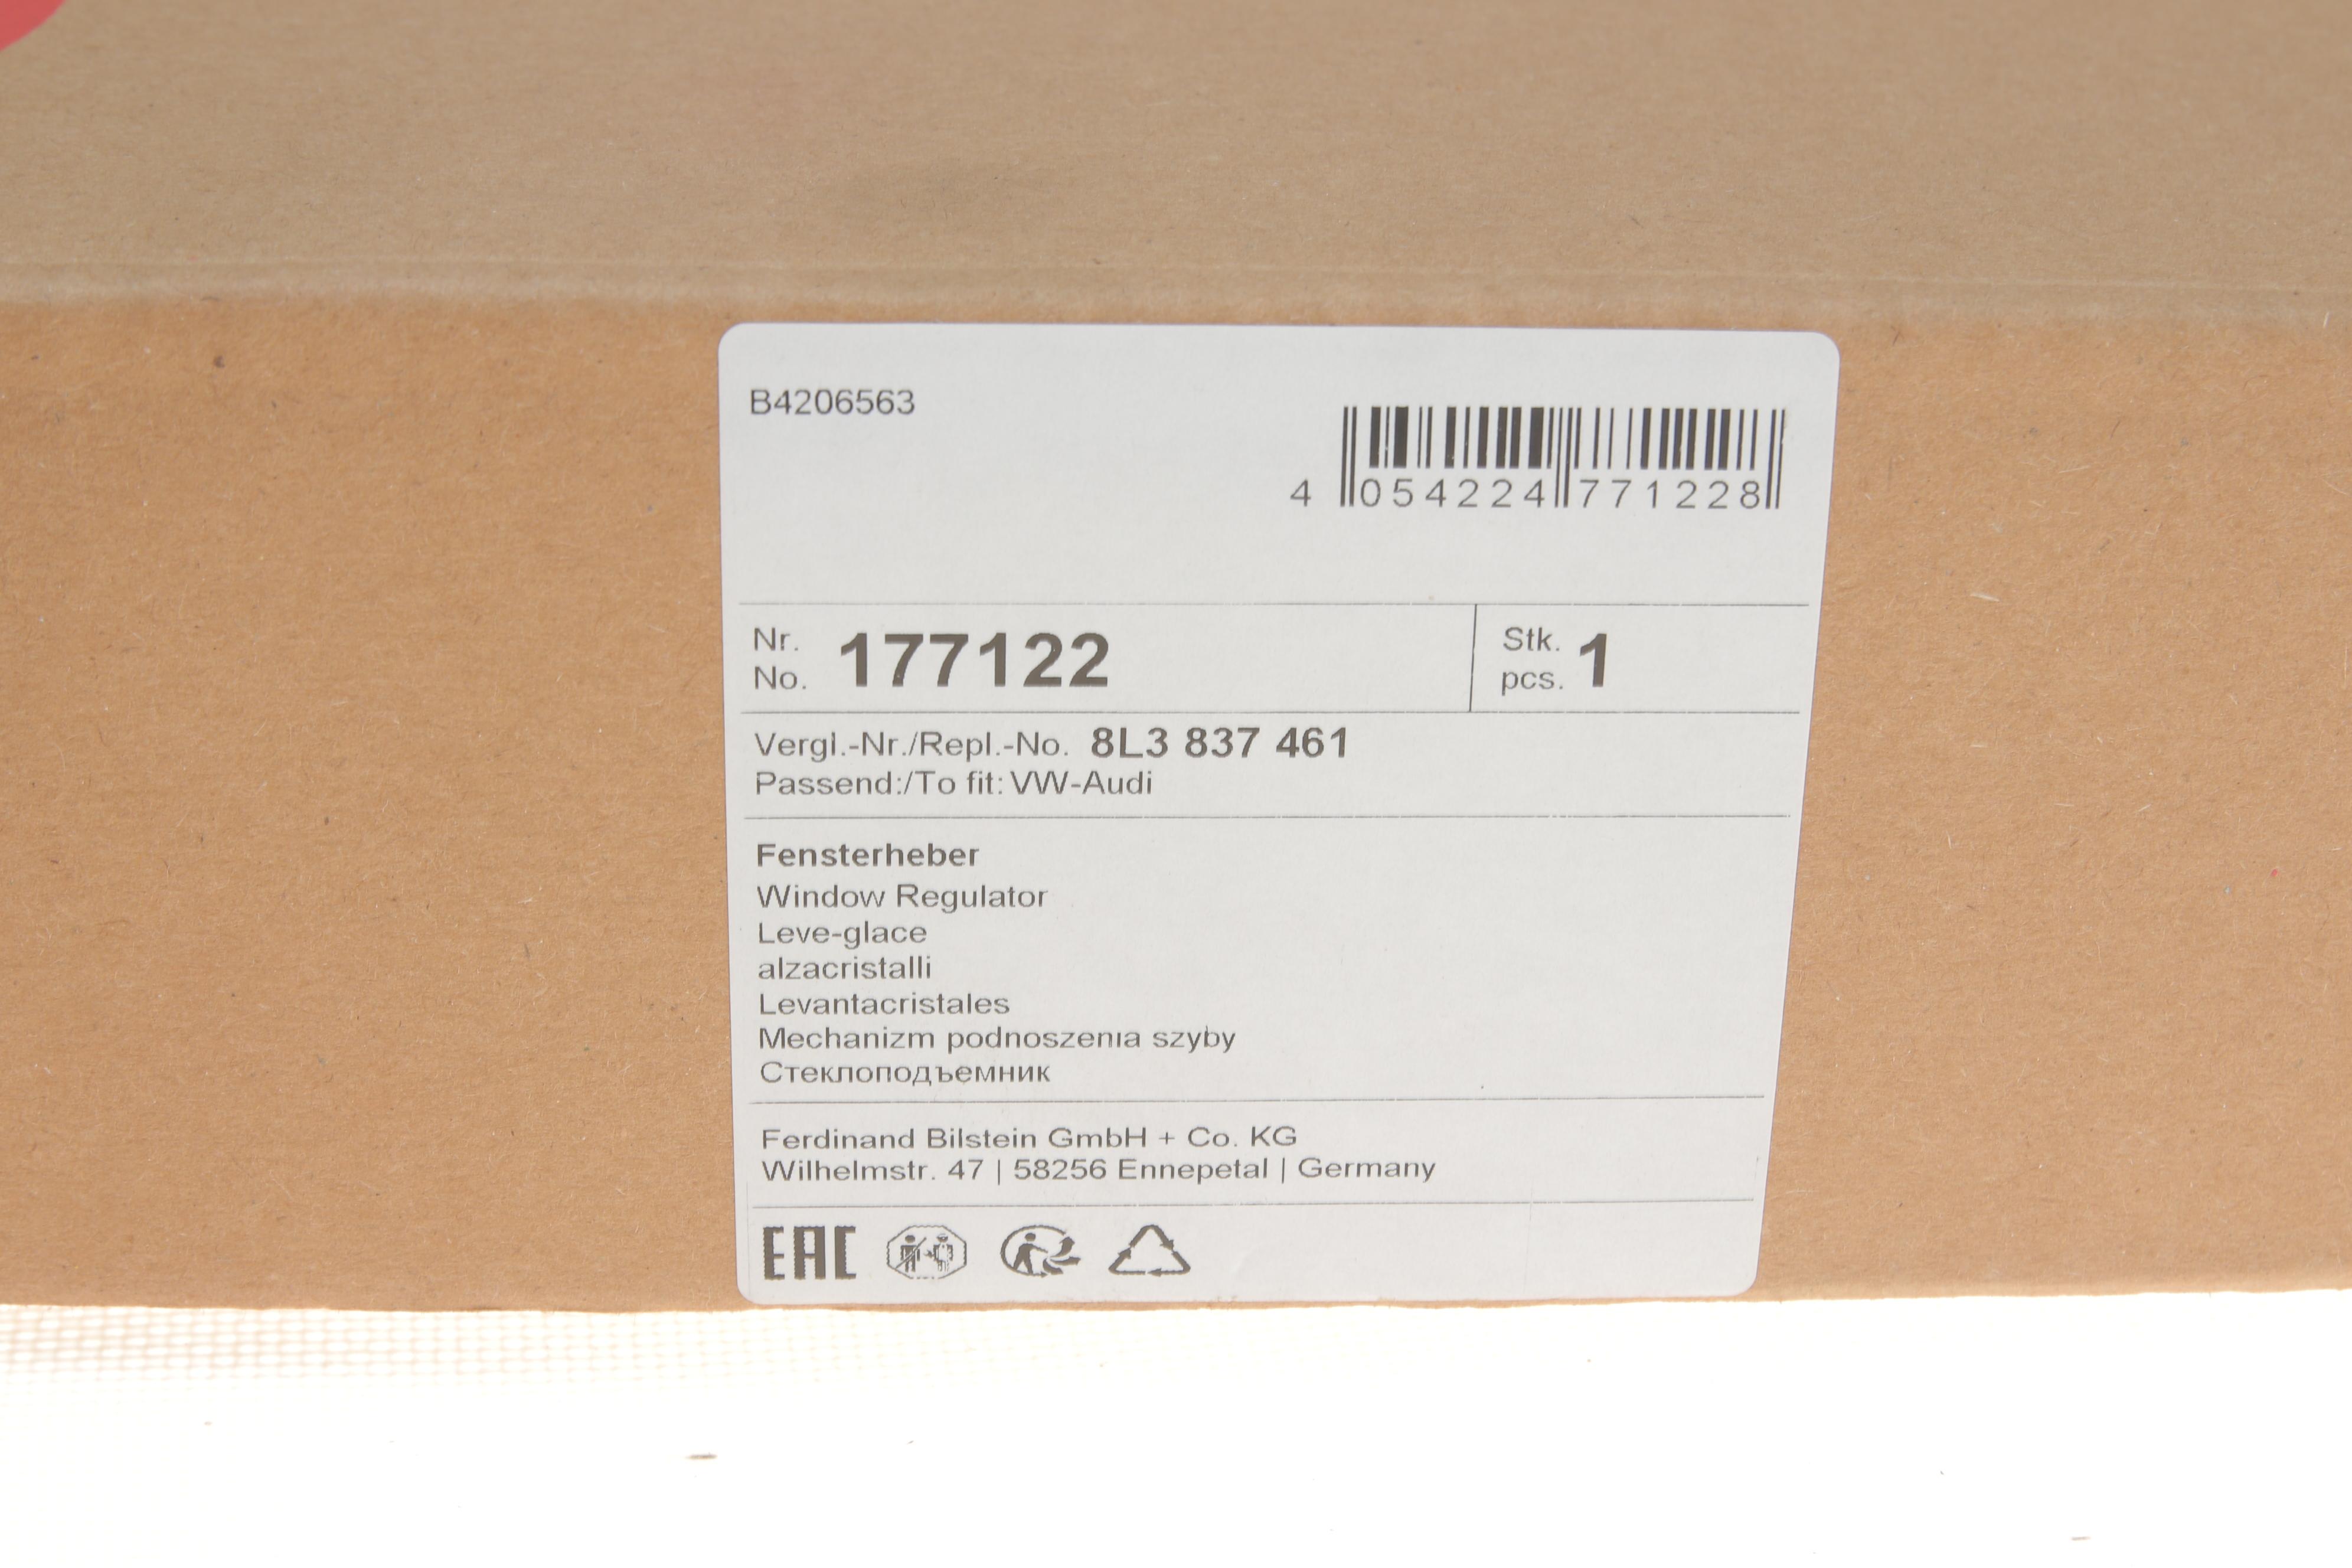 B4206563
4 054224 771228
Nr.
No. 177122
Stk.
pcs. 1
Vergl.-Nr./Repl.-No. 8L3 837 461
Passend:/To fit: VW-Audi
Fensterheber
Window Regulator
Leve-glace
alzacristalli
Levantacristales
Mechanizm podnoszenia szyby
Стеклоподъемник
Ferdinand Bilstein GmbH + Co. KG
Wilhelmstr. 47 | 58256 Ennepetal | Germany
EAC